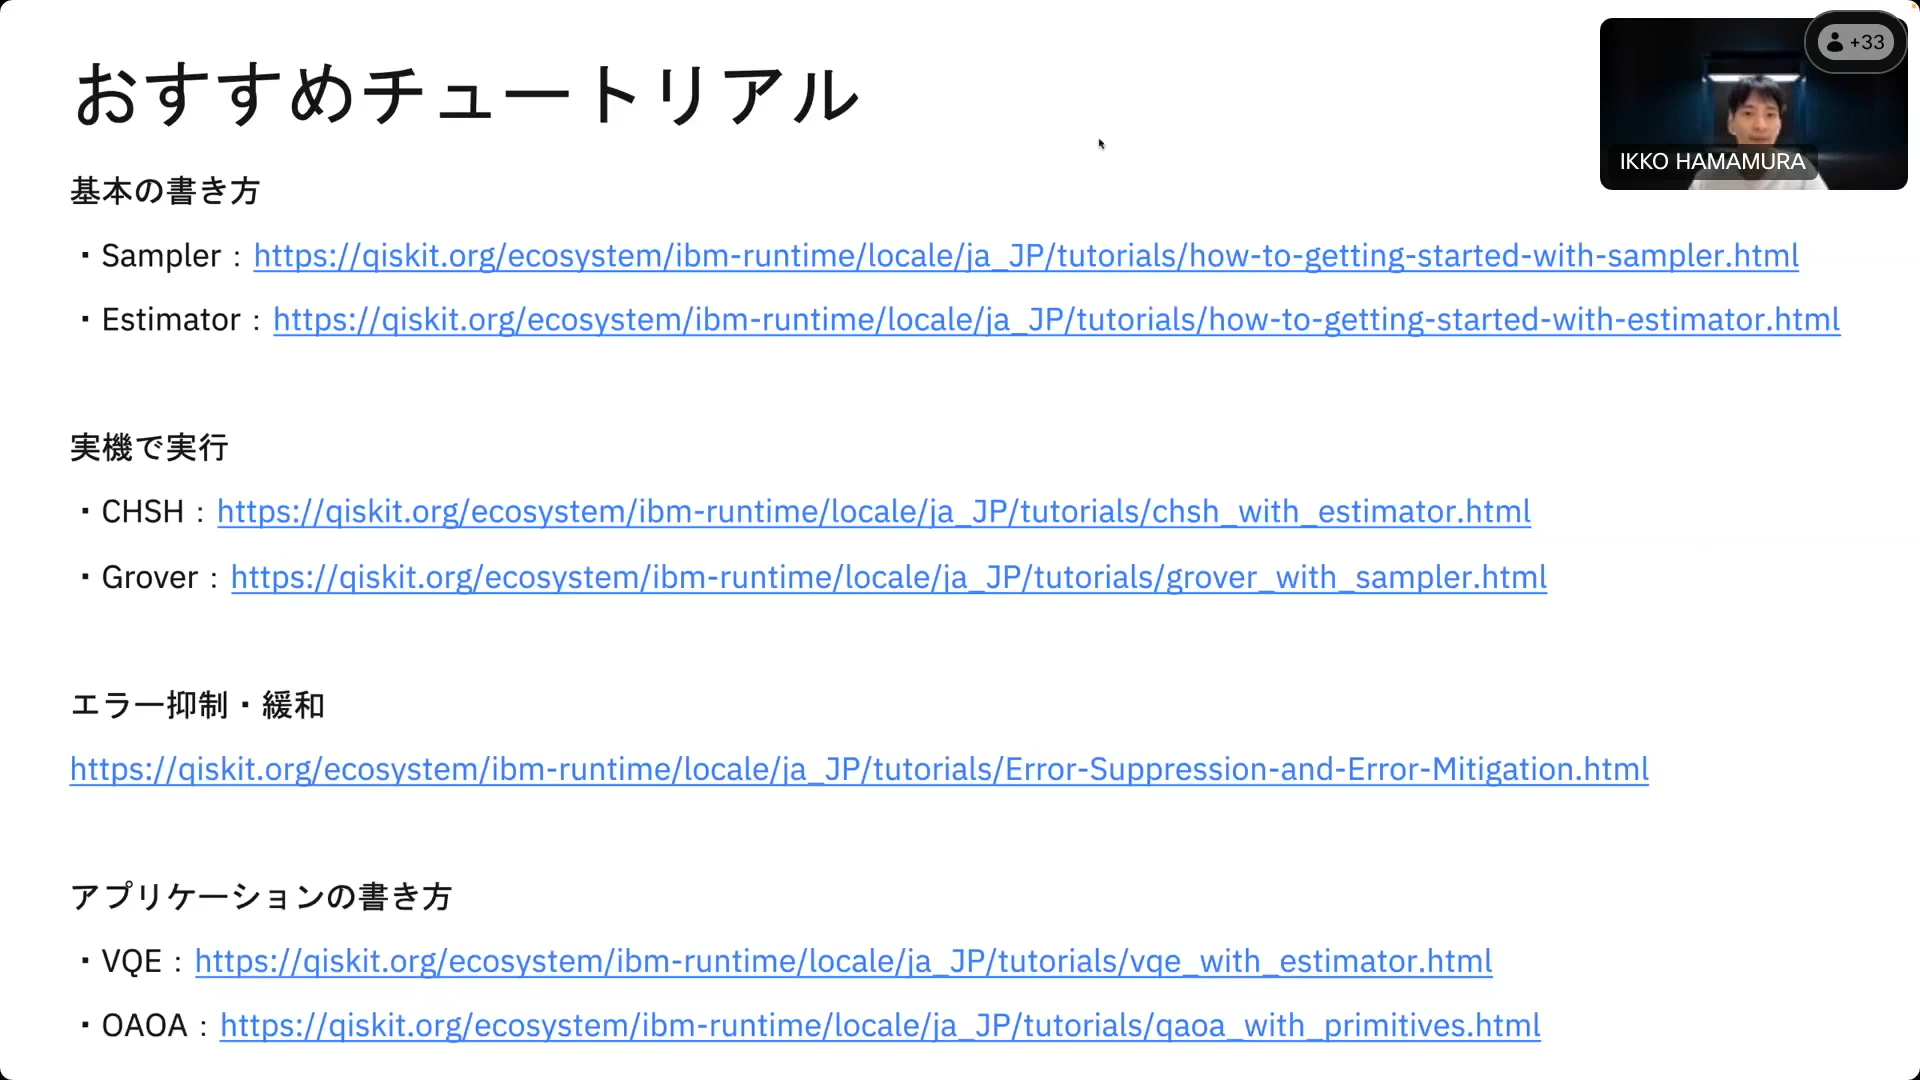 おすすめチュートリアル
+33
IKKO HAMAMURA
基本の書き方
・Sampler : https://qiskit.org/ecosystem/ibm-runtime/locale/ja_JP/tutorials/how-to-getting-started-with-sampler.html
・Estimator : https://qiskit.org/ecosystem/ibm-runtime/locale/ja_JP/tutorials/how-to-getting-started-with-estimator.html
実機で実行
・CHSH : https://qiskit.org/ecosystem/ibm-runtime/locale/ja_JP/tutorials/chsh_with_estimator.html
・Grover : https://qiskit.org/ecosystem/ibm-runtime/locale/ja_JP/tutorials/grover_with_sampler.html
エラー抑制・緩和
https://qiskit.org/ecosystem/ibm-runtime/locale/ja_JP/tutorials/Error-Suppression-and-Error-Mitigation.html
アプリケーションの書き方
・VQE : https://qiskit.org/ecosystem/ibm-runtime/locale/ja_JP/tutorials/vqe_with_estimator.html
・OAOA : https://qiskit.org/ecosystem/ibm-runtime/locale/ja_JP/tutorials/qaoa_with_primitives.html